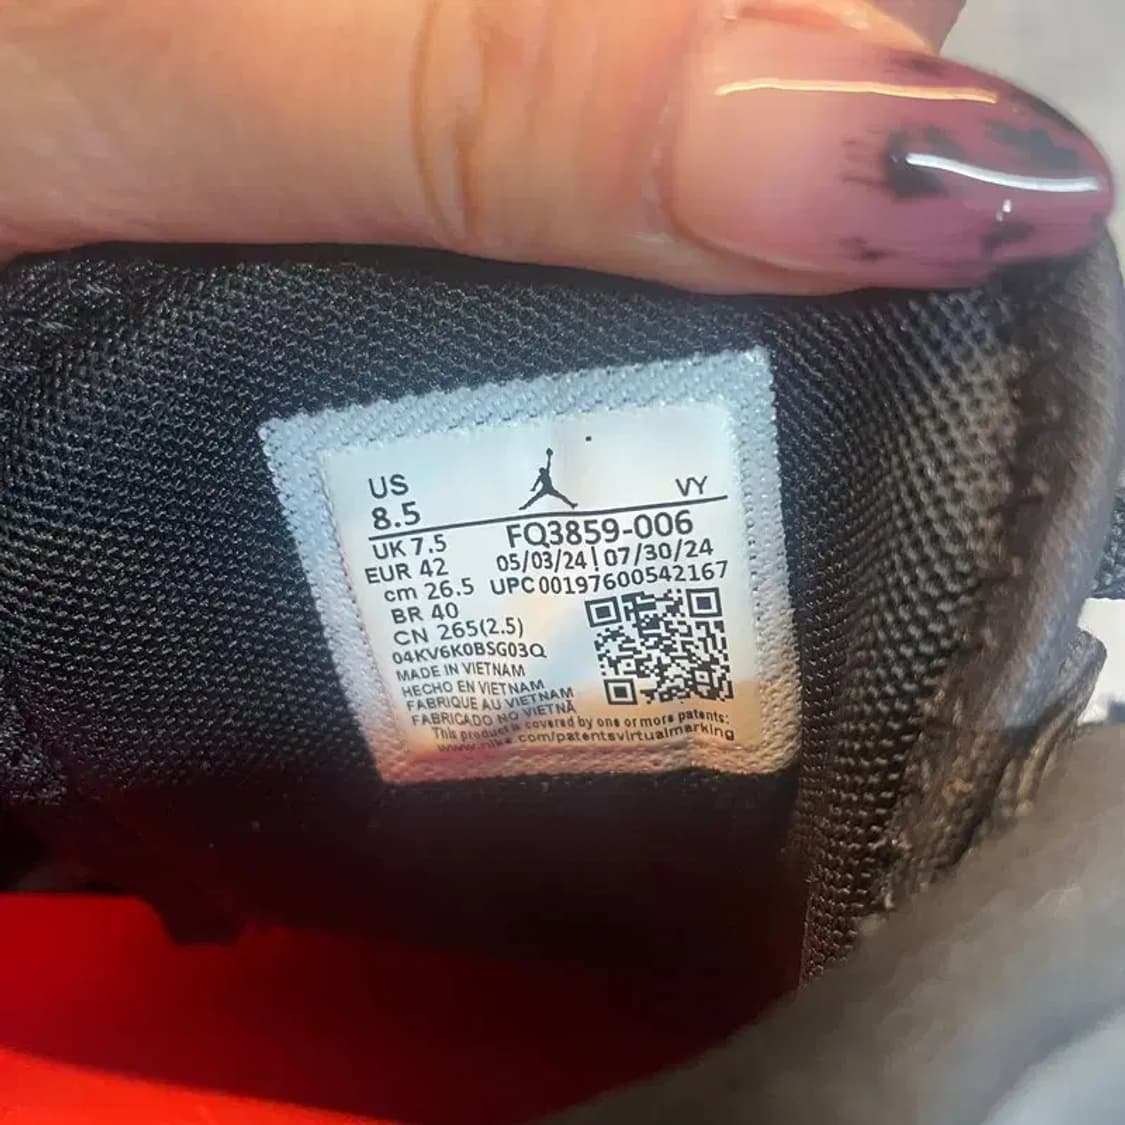 US
8.5
VY
UK 7.5
FQ3859-006
EUR 42
05/03/24 | 07/30/24
cm 26.5
UPC 00197600542167
BR 40
CN 265(2.5)
04KV6K0BSG03Q
MADE IN VIETNAM
HECHO EN VIETNAM
FABRIQUE AU VIETNAM
FABRICADO NO VIETNÃ
This product is covered by one or more patents:
www.nike.com/patentsvirtualmarking